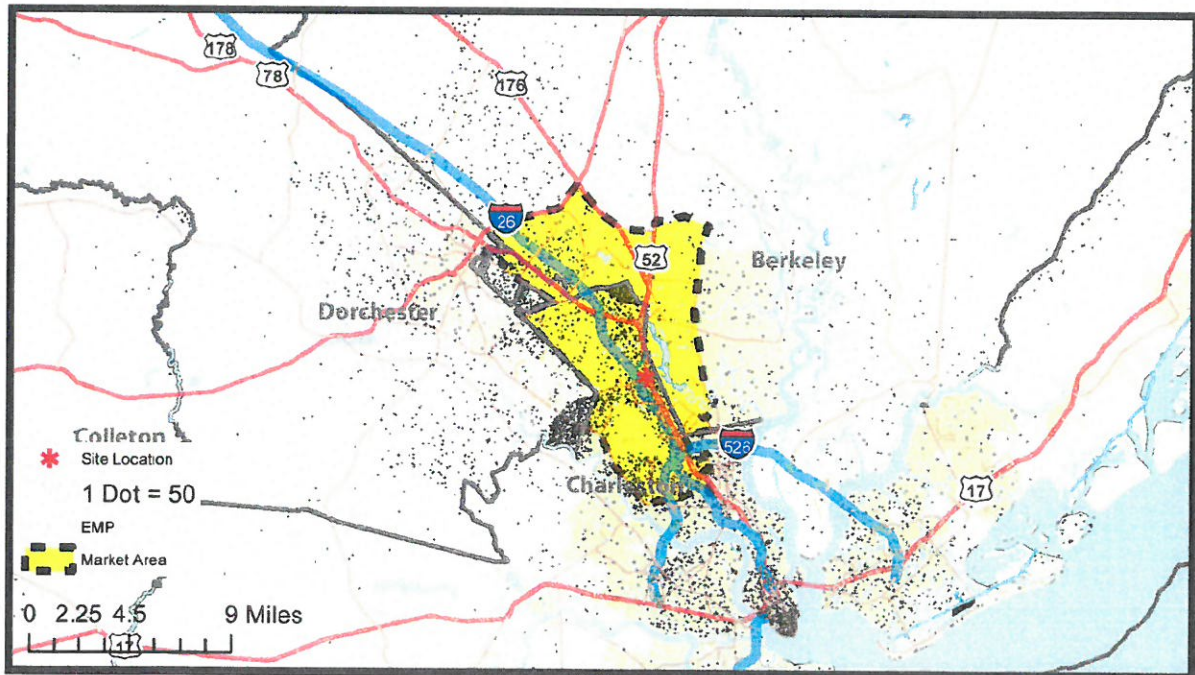 178
78
176
26
52
Berkeley
Dorchester
Colleton
Site Location
1 Dot = 50
EMP
Market Area
526
17
0 2.25 4.5 9 Miles
17